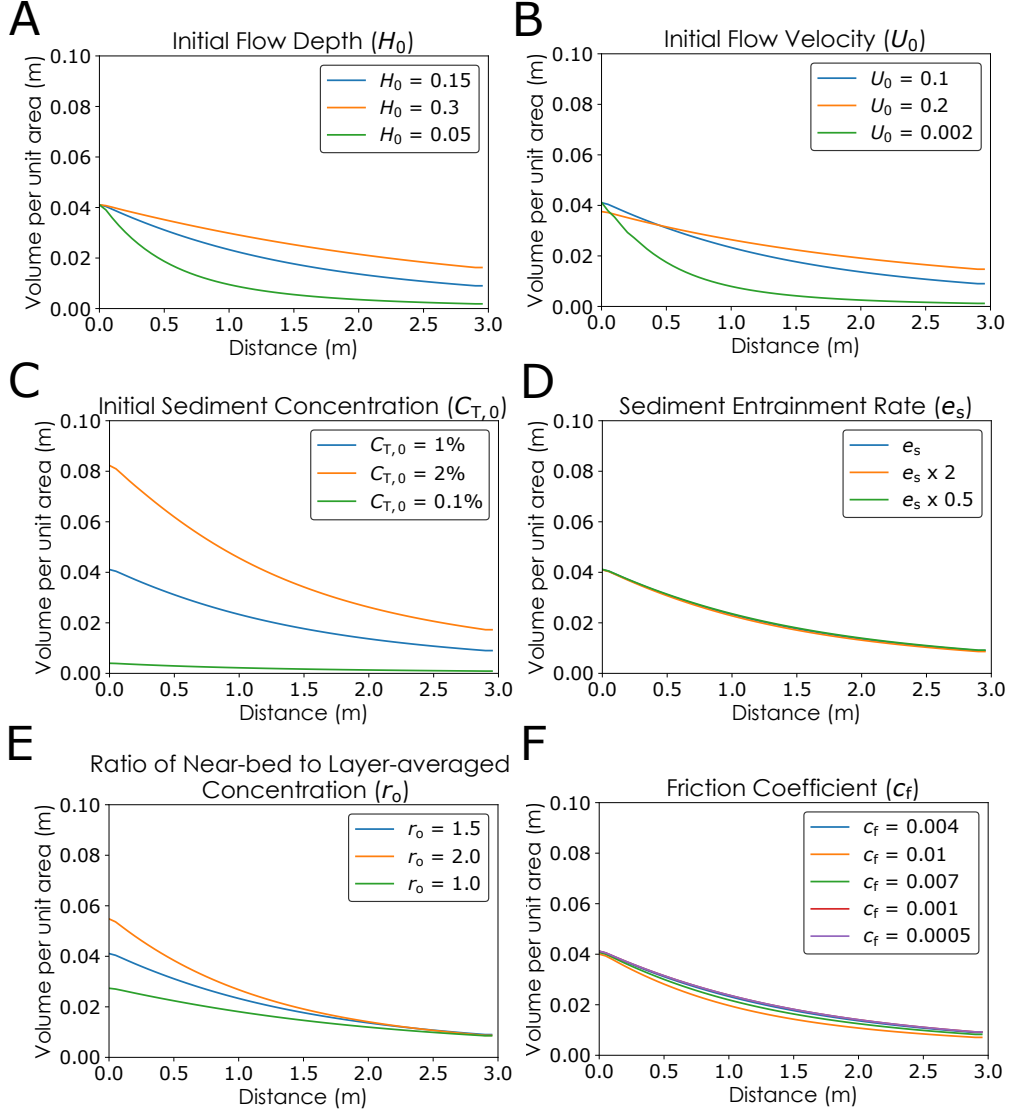 A
Initial Flow Depth (H₀)
Volume per unit area (m)
0.10
0.08
0.06
0.04
0.02
0.00
H₀ = 0.15
H₀ = 0.3
H₀ = 0.05
0.0 0.5 1.0 1.5 2.0 2.5 3.0
Distance (m)
B
Initial Flow Velocity (U₀)
Volume per unit area (m)
0.10
0.08
0.06
0.04
0.02
0.00
U₀ = 0.1
U₀ = 0.2
U₀ = 0.002
0.0 0.5 1.0 1.5 2.0 2.5 3.0
Distance (m)
C
Initial Sediment Concentration (C_T,0)
Volume per unit area (m)
0.10
0.08
0.06
0.04
0.02
0.00
C_T,0 = 1%
C_T,0 = 2%
C_T,0 = 0.1%
0.0 0.5 1.0 1.5 2.0 2.5 3.0
Distance (m)
D
Sediment Entrainment Rate (eₛ)
Volume per unit area (m)
0.10
0.08
0.06
0.04
0.02
0.00
eₛ
eₛ x 2
eₛ x 0.5
0.0 0.5 1.0 1.5 2.0 2.5 3.0
Distance (m)
E
Ratio of Near-bed to Layer-averaged
Concentration (rₒ)
Volume per unit area (m)
0.10
0.08
0.06
0.04
0.02
0.00
rₒ = 1.5
rₒ = 2.0
rₒ = 1.0
0.0 0.5 1.0 1.5 2.0 2.5 3.0
Distance (m)
F
Friction Coefficient (c_f)
Volume per unit area (m)
0.10
0.08
0.06
0.04
0.02
0.00
c_f = 0.004
c_f = 0.01
c_f = 0.007
c_f = 0.001
c_f = 0.0005
0.0 0.5 1.0 1.5 2.0 2.5 3.0
Distance (m)